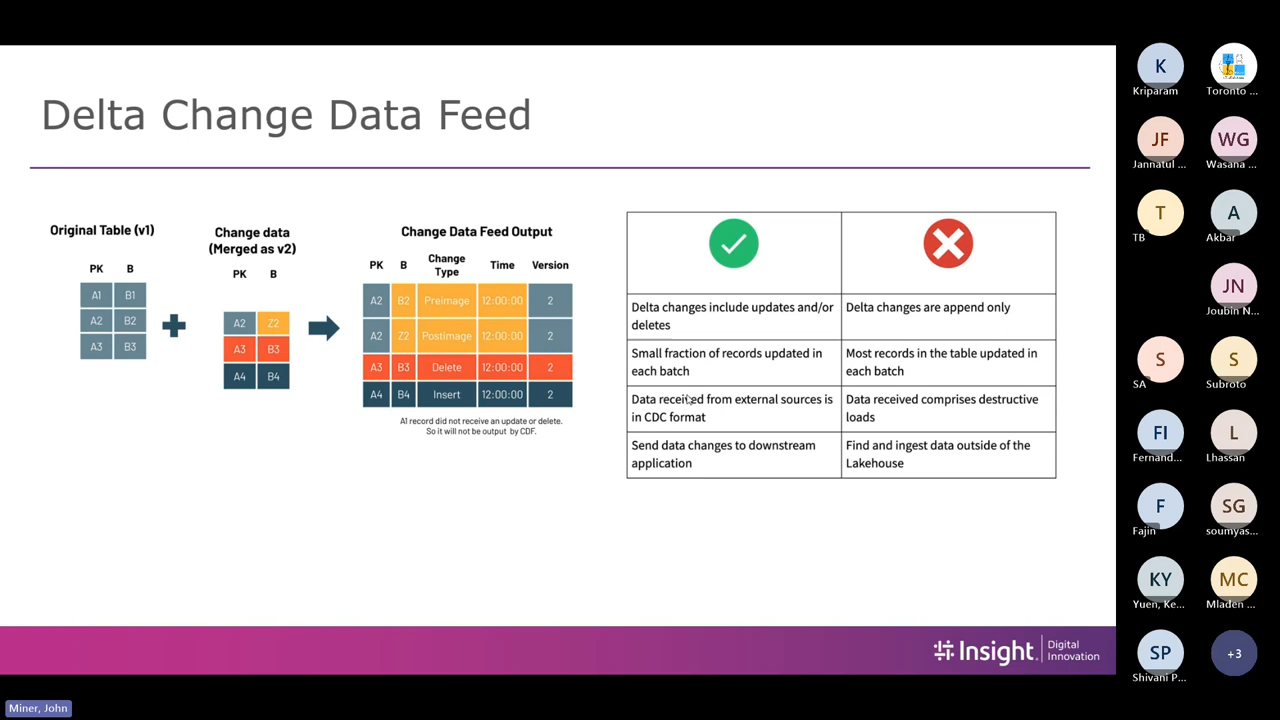 Delta Change Data Feed
Original Table (v1)
PK B
A1 B1
A2 B2
A3 B3
Change data
(Merged as v2)
PK B
A2 Z2
A3 B3
A4 B4
Change Data Feed Output
PK B Change Type Time Version
A2 B2 Preimage 12:00:00 2
A2 Z2 Postimage 12:00:00 2
A3 B3 Delete 12:00:00 2
A4 B4 Insert 12:00:00 2
A1 record did not receive an update or delete.
So it will not be output by CDF.
Delta changes include updates and/or
deletes
Delta changes are append only
Small fraction of records updated in
each batch
Most records in the table updated in
each batch
Data received from external sources is
in CDC format
Data received comprises destructive
loads
Send data changes to downstream
application
Find and ingest data outside of the
Lakehouse
Insight Digital
Innovation
Miner, John
K
Kriparam
Toronto ...
JF
Jannatul ...
WG
Wasana ...
T
TB
A
Akbar
JN
Joubin N...
S
SA
S
Subroto
FI
Fernand...
L
Lhassan
F
Fajin
SG
soumyas...
KY
Yuen, Ke...
MC
Mladen ...
SP
Shivani P...
+3